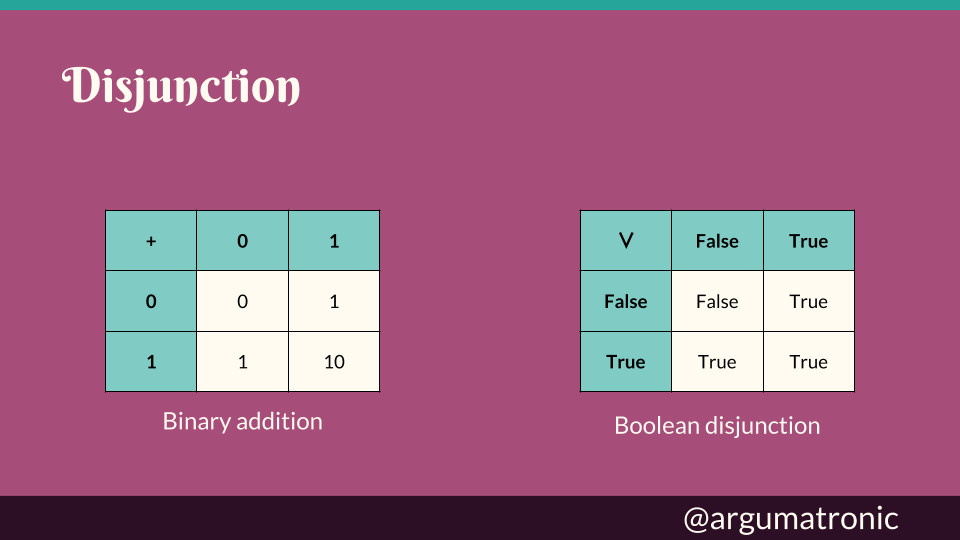 Disjunction
+ 0 1
0 0 1
1 1 10
Binary addition
∨ False True
False False True
True True True
Boolean disjunction
@argumatronic